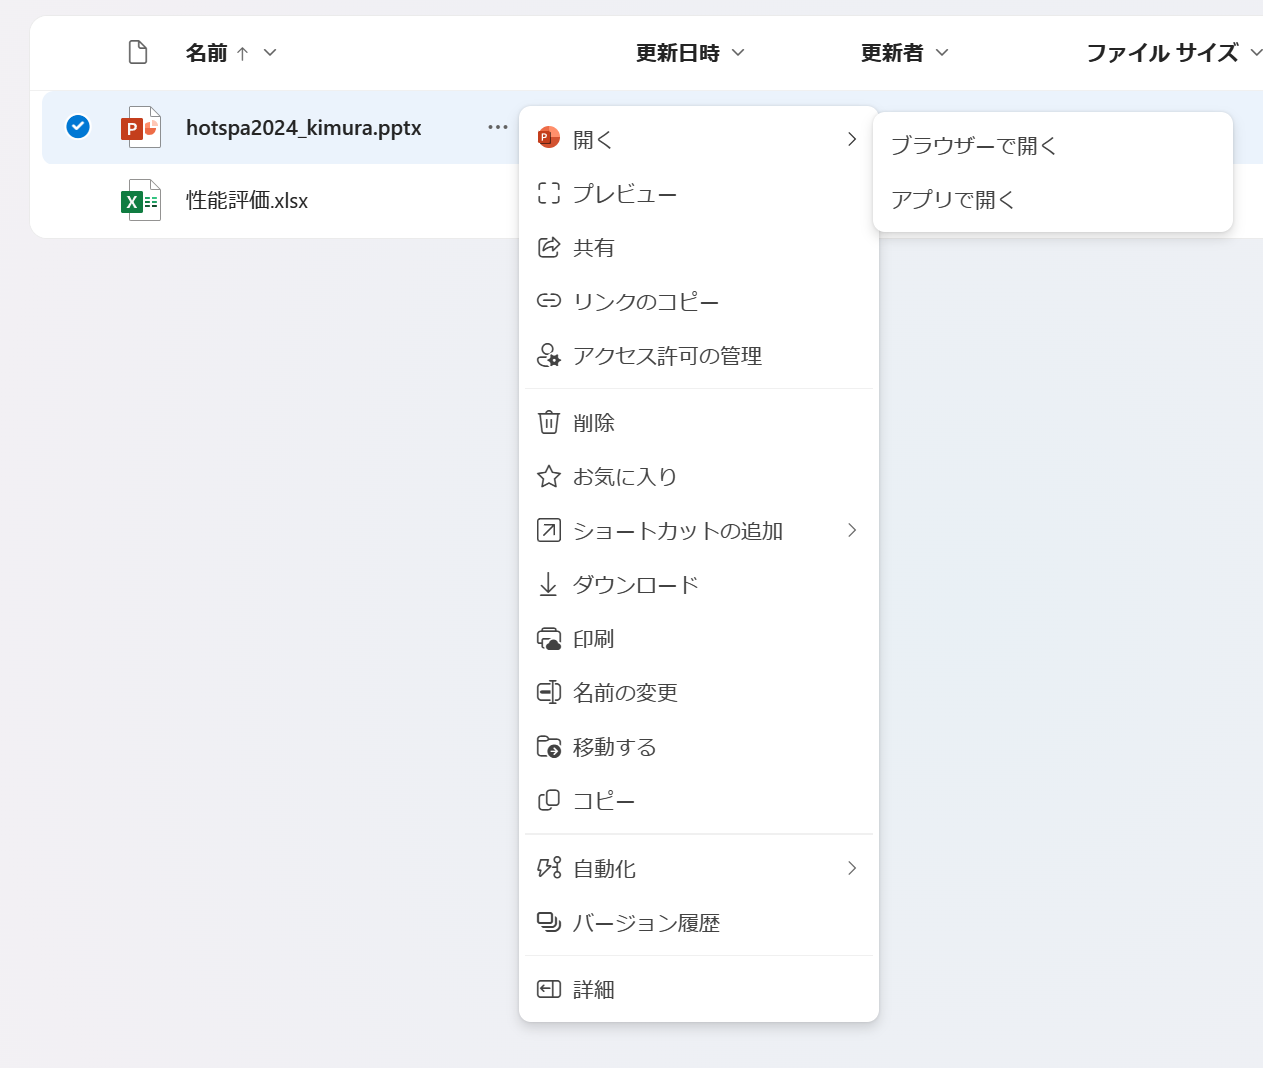 名前 ↑ 更新日時 更新者 ファイル サイズ
hotspa2024_kimura.pptx
性能評価.xlsx
開く
プレビュー
共有
リンクのコピー
アクセス許可の管理
削除
お気に入り
ショートカットの追加
ダウンロード
印刷
名前の変更
移動する
コピー
自動化
バージョン履歴
詳細
ブラウザーで開く
アプリで開く